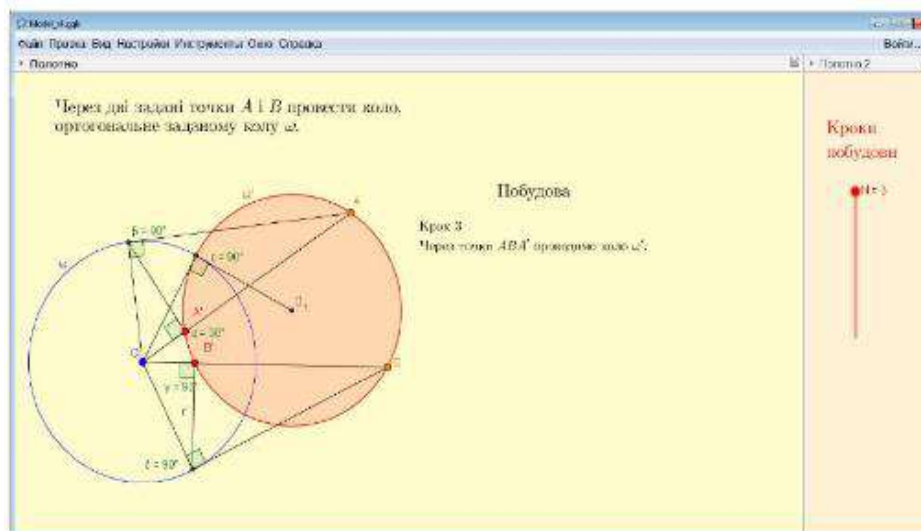 Файл Правка Вид Настройки Инструменты Окно Справка
Войти...
Полотно
Полотно 2
Через дві задані точки A і B провести коло,
ортогональне заданому колу ω.
Кроки
побудови
Побудова
Крок 3
Через точки ABA' проводимо коло ω'.
ω'
A
β = 90°
ω
ε = 90°
O₁
A'
α = 90°
B'
γ = 90°
r